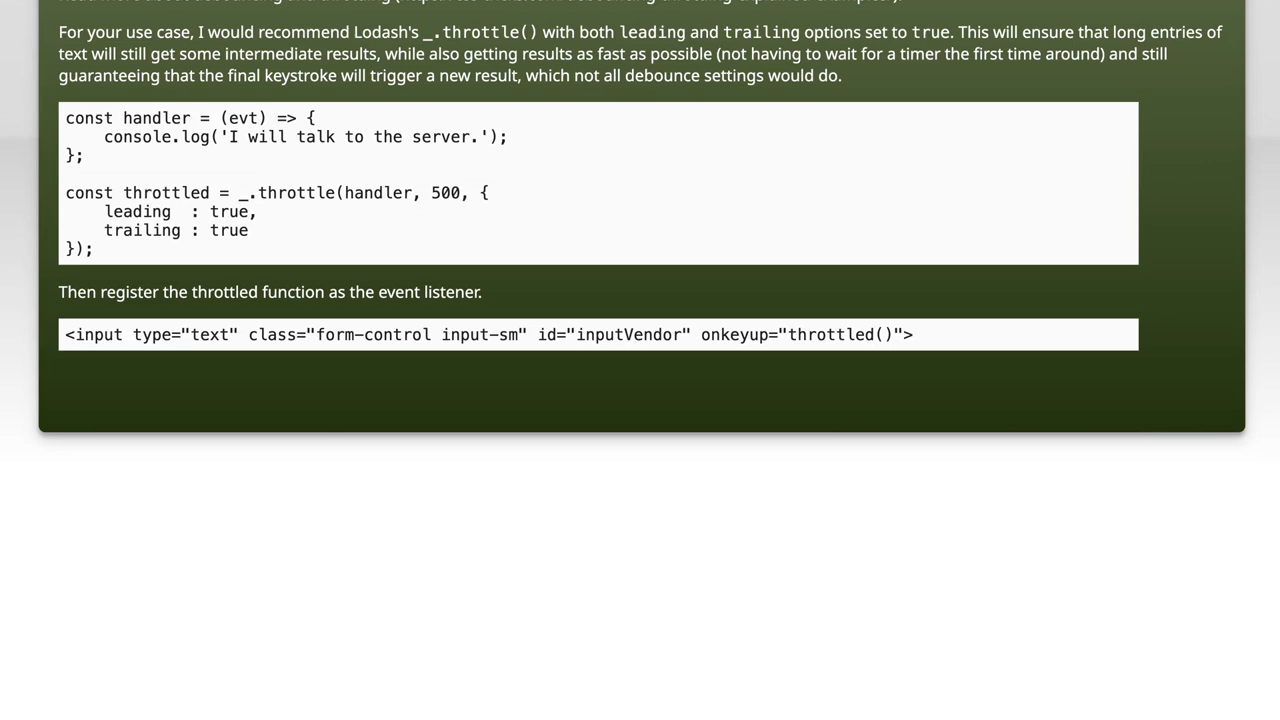 For your use case, I would recommend Lodash's _.throttle() with both leading and trailing options set to true. This will ensure that long entries of
text will still get some intermediate results, while also getting results as fast as possible (not having to wait for a timer the first time around) and still
guaranteeing that the final keystroke will trigger a new result, which not all debounce settings would do.
const handler = (evt) => {
    console.log('I will talk to the server.');
};

const throttled = _.throttle(handler, 500, {
    leading  : true,
    trailing : true
});
Then register the throttled function as the event listener.
<input type="text" class="form-control input-sm" id="inputVendor" onkeyup="throttled()">